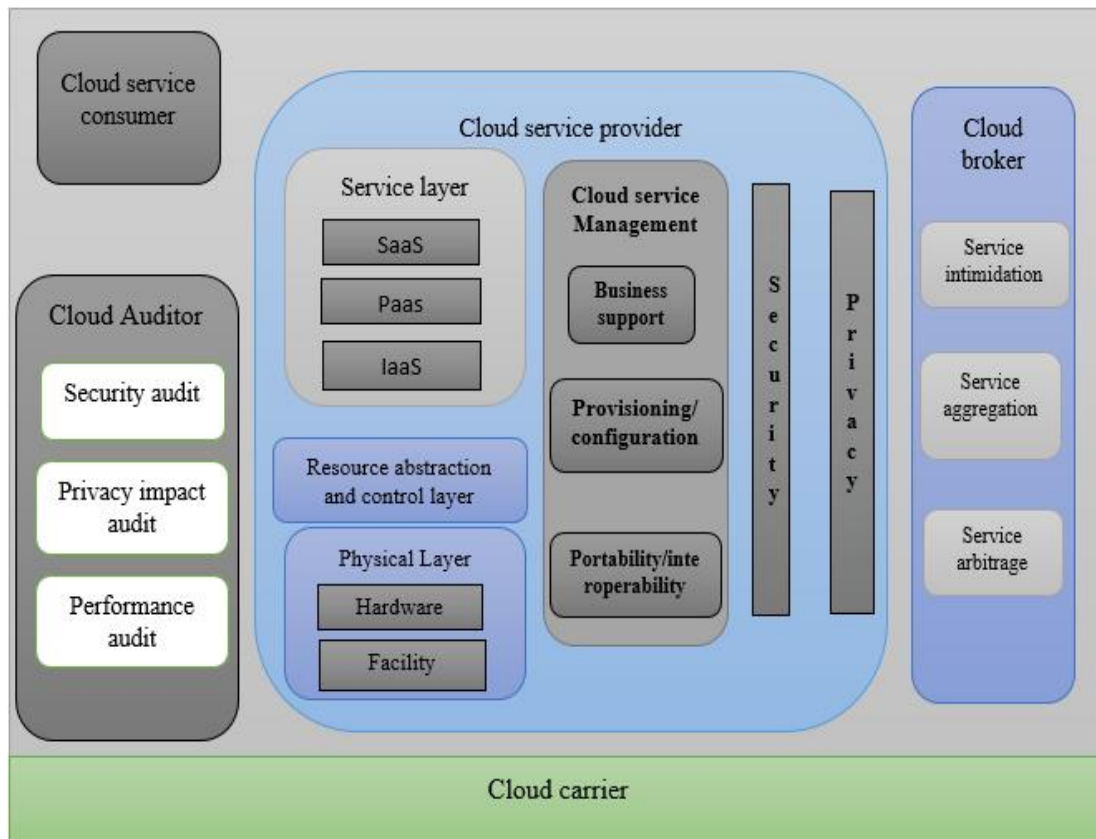 Cloud service
consumer
Cloud Auditor
Security audit
Privacy impact
audit
Performance
audit
Cloud service provider
Service layer
SaaS
Paas
IaaS
Resource abstraction
and control layer
Physical Layer
Hardware
Facility
Cloud service
Management
Business
support
Provisioning/
configuration
Portability/inte
roperability
Security
Privacy
Cloud
broker
Service
intimidation
Service
aggregation
Service
arbitrage
Cloud carrier